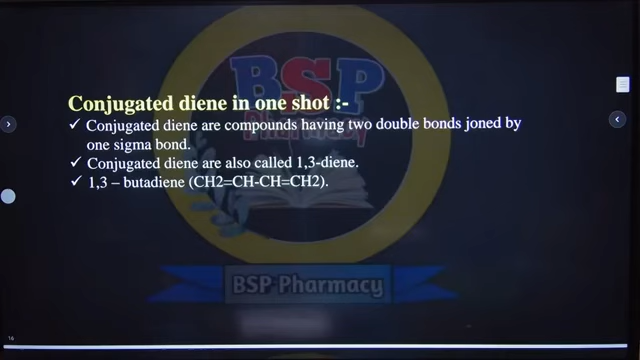 BSP
Pharmacy
Conjugated diene in one shot :-
✓ Conjugated diene are compounds having two double bonds joned by
one sigma bond.
✓ Conjugated diene are also called 1,3-diene.
✓ 1,3 – butadiene (CH2=CH-CH=CH2).
BSP-Pharmacy
16